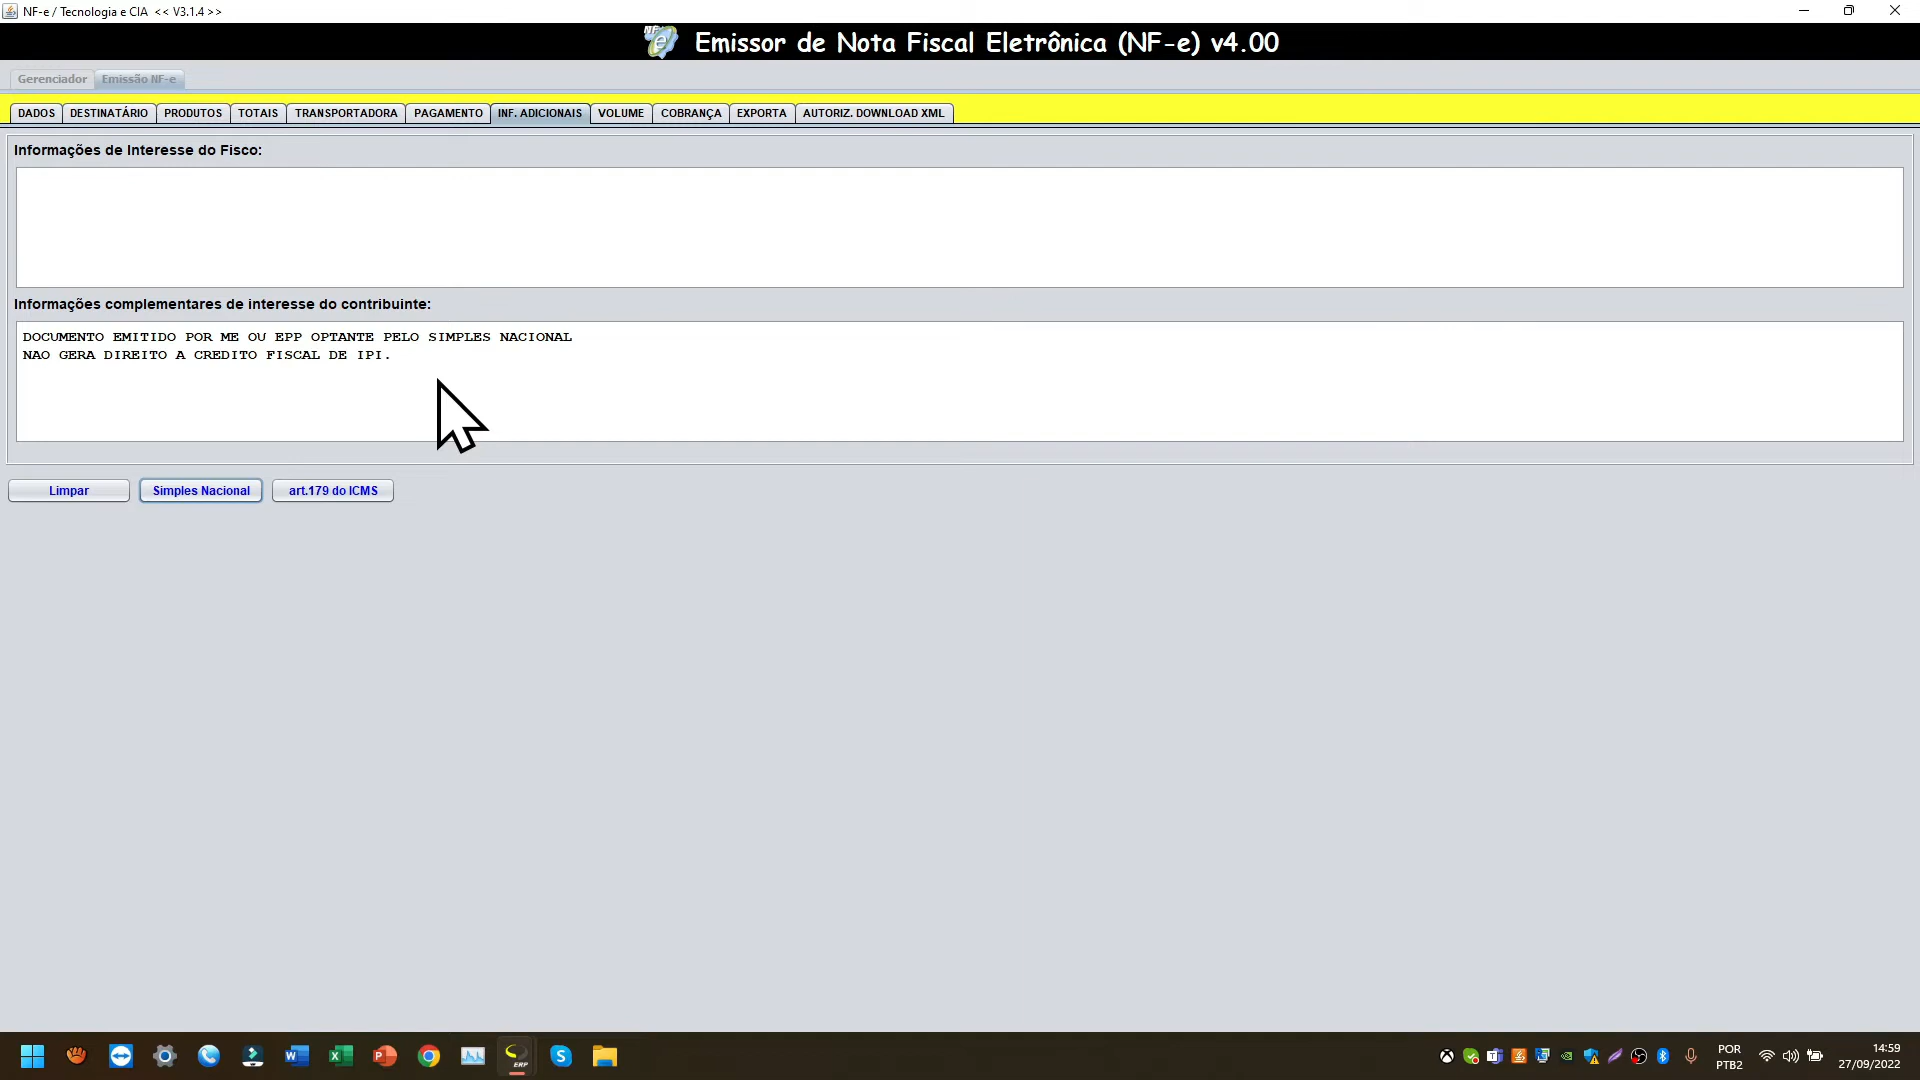 NF-e / Tecnologia e CIA << V3.1.4 >>
Emissor de Nota Fiscal Eletrônica (NF-e) v4.00
Gerenciador Emissão NF-e
DADOS DESTINATÁRIO PRODUTOS TOTAIS TRANSPORTADORA PAGAMENTO INF. ADICIONAIS VOLUME COBRANÇA EXPORTA AUTORIZ. DOWNLOAD XML
Informações de Interesse do Fisco:
Informações complementares de interesse do contribuinte:
DOCUMENTO EMITIDO POR ME OU EPP OPTANTE PELO SIMPLES NACIONAL
NAO GERA DIREITO A CREDITO FISCAL DE IPI.
Limpar Simples Nacional art.179 do ICMS
POR 14:59
PTB2 27/09/2022